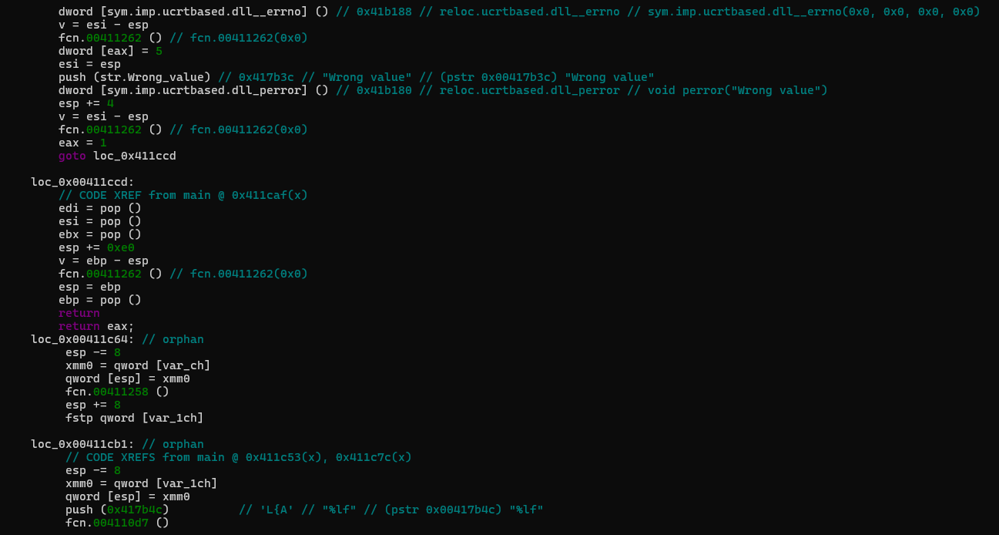 dword [sym.imp.ucrtbased.dll__errno] () // 0x41b188 // reloc.ucrtbased.dll__errno // sym.imp.ucrtbased.dll__errno(0x0, 0x0, 0x0, 0x0)
v = esi - esp
fcn.00411262 () // fcn.00411262(0x0)
dword [eax] = 5
esi = esp
push (str.Wrong_value) // 0x417b3c // "Wrong value" // (pstr 0x00417b3c) "Wrong value"
dword [sym.imp.ucrtbased.dll_perror] () // 0x41b180 // reloc.ucrtbased.dll_perror // void perror("Wrong value")
esp += 4
v = esi - esp
fcn.00411262 () // fcn.00411262(0x0)
eax = 1
goto loc_0x411ccd
loc_0x00411ccd:
// CODE XREF from main @ 0x411caf(x)
edi = pop ()
esi = pop ()
ebx = pop ()
esp += 0xe0
v = ebp - esp
fcn.00411262 () // fcn.00411262(0x0)
esp = ebp
ebp = pop ()
return
return eax;
loc_0x00411c64: // orphan
esp -= 8
xmm0 = qword [var_ch]
qword [esp] = xmm0
fcn.00411258 ()
esp += 8
fstp qword [var_1ch]
loc_0x00411cb1: // orphan
// CODE XREFS from main @ 0x411c53(x), 0x411c7c(x)
esp -= 8
xmm0 = qword [var_1ch]
qword [esp] = xmm0
push (0x417b4c) // 'L{A' // "%lf" // (pstr 0x00417b4c) "%lf"
fcn.004110d7 ()